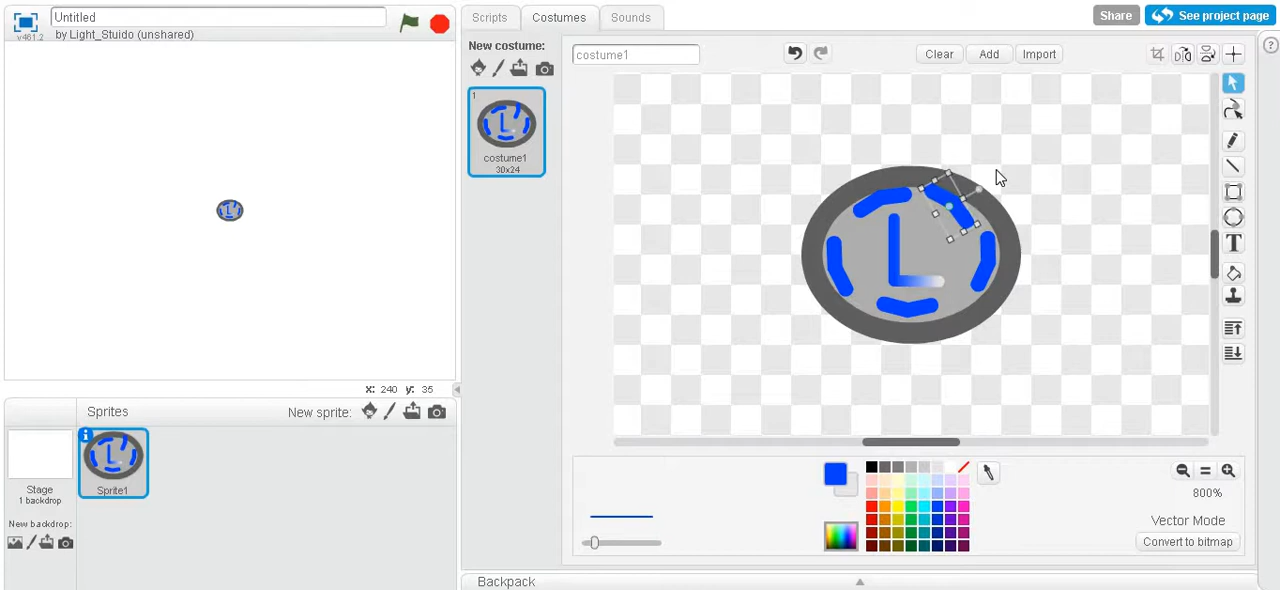 Untitled
by Light_Stuido (unshared)
v461.2
Scripts Costumes Sounds
Share
See project page
New costume:
costume1
Clear Add Import
?
1
L
costume1
30x24
L
L
x: 240 y: 35
Sprites
New sprite:
Stage
1 backdrop
New backdrop:
i
L
Sprite1
T
800%
Vector Mode
Convert to bitmap
Backpack